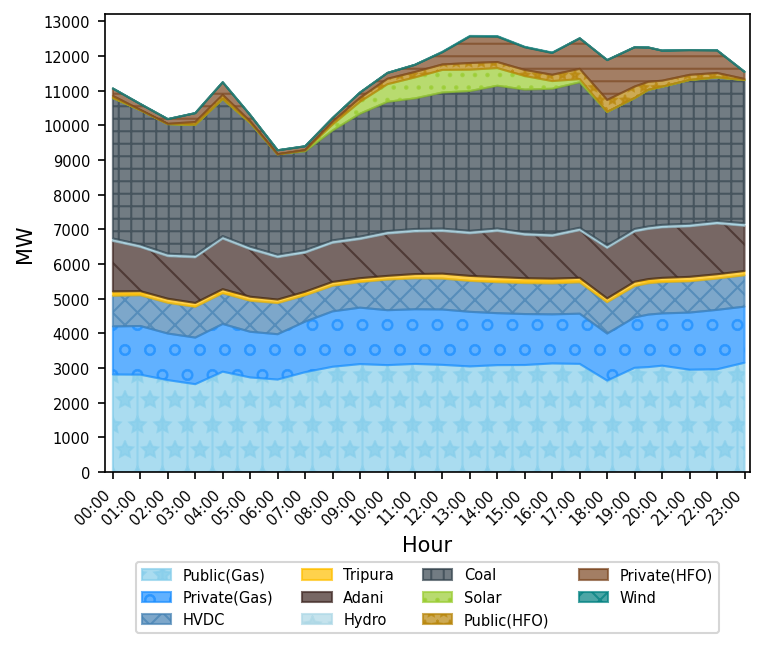 13000
12000
11000
10000
9000
8000
7000
6000
5000
4000
3000
2000
1000
0
MW
00:00 01:00 02:00 03:00 04:00 05:00 06:00 07:00 08:00 09:00 10:00 11:00 12:00 13:00 14:00 15:00 16:00 17:00 18:00 19:00 20:00 21:00 22:00 23:00
Hour
Public(Gas) Tripura Coal Private(HFO)
Private(Gas) Adani Solar Wind
HVDC Hydro Public(HFO)